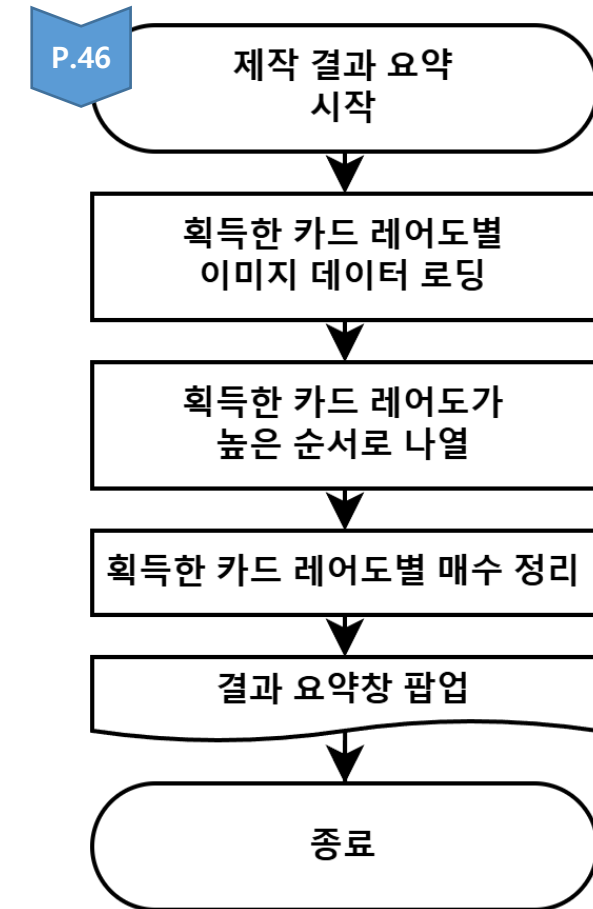 P.46
제작 결과 요약
시작
획득한 카드 레어도별
이미지 데이터 로딩
획득한 카드 레어도가
높은 순서로 나열
획득한 카드 레어도별 매수 정리
결과 요약창 팝업
종료